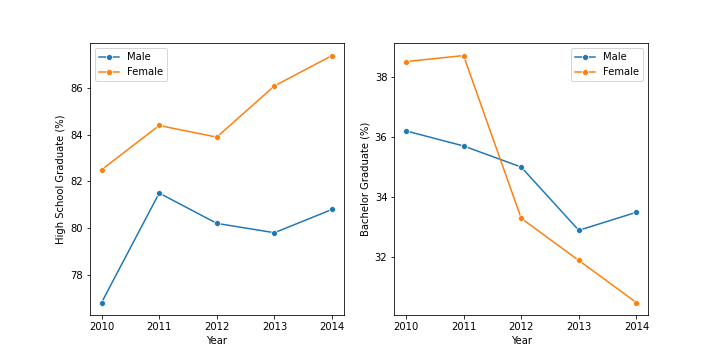 High School Graduate (%)
86
84
82
80
78
Male
Female
2010 2011 2012 2013 2014
Year
Bachelor Graduate (%)
38
36
34
32
Male
Female
2010 2011 2012 2013 2014
Year